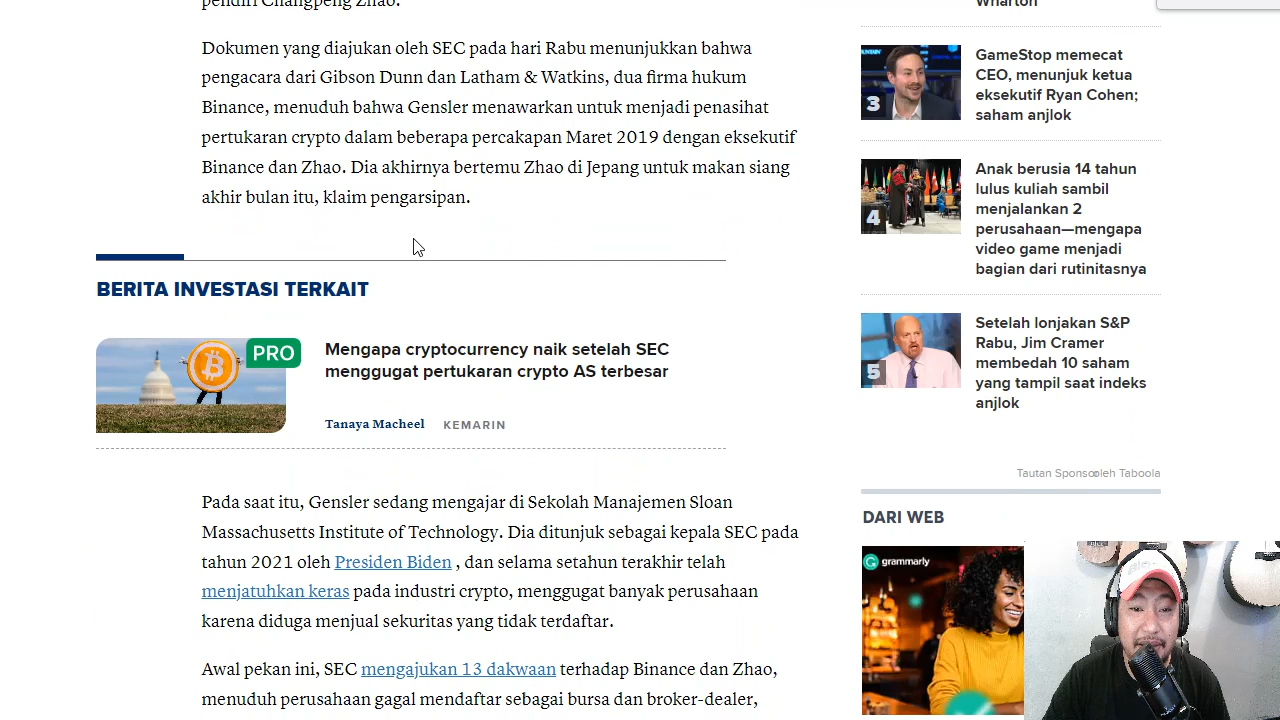 pendiri Changpeng Zhao.
Dokumen yang diajukan oleh SEC pada hari Rabu menunjukkan bahwa
pengacara dari Gibson Dunn dan Latham & Watkins, dua firma hukum
Binance, menuduh bahwa Gensler menawarkan untuk menjadi penasihat
pertukaran crypto dalam beberapa percakapan Maret 2019 dengan eksekutif
Binance dan Zhao. Dia akhirnya bertemu Zhao di Jepang untuk makan siang
akhir bulan itu, klaim pengarsipan.
BERITA INVESTASI TERKAIT
PRO
Mengapa cryptocurrency naik setelah SEC
menggugat pertukaran crypto AS terbesar
Tanaya Macheel KEMARIN
Pada saat itu, Gensler sedang mengajar di Sekolah Manajemen Sloan
Massachusetts Institute of Technology. Dia ditunjuk sebagai kepala SEC pada
tahun 2021 oleh Presiden Biden , dan selama setahun terakhir telah
menjatuhkan keras pada industri crypto, menggugat banyak perusahaan
karena diduga menjual sekuritas yang tidak terdaftar.
Awal pekan ini, SEC mengajukan 13 dakwaan terhadap Binance dan Zhao,
menuduh perusahaan gagal mendaftar sebagai bursa dan broker-dealer,
Wharton
3
GameStop memecat
CEO, menunjuk ketua
eksekutif Ryan Cohen;
saham anjlok
4
Anak berusia 14 tahun
lulus kuliah sambil
menjalankan 2
perusahaan—mengapa
video game menjadi
bagian dari rutinitasnya
5
Setelah lonjakan S&P
Rabu, Jim Cramer
membedah 10 saham
yang tampil saat indeks
anjlok
Tautan Sponsor oleh Taboola
DARI WEB
grammarly